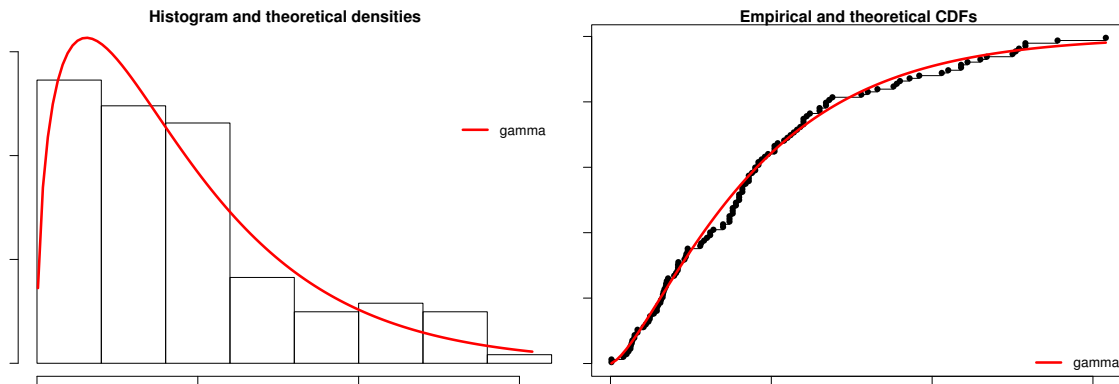 Histogram and theoretical densities
gamma
Empirical and theoretical CDFs
gamma